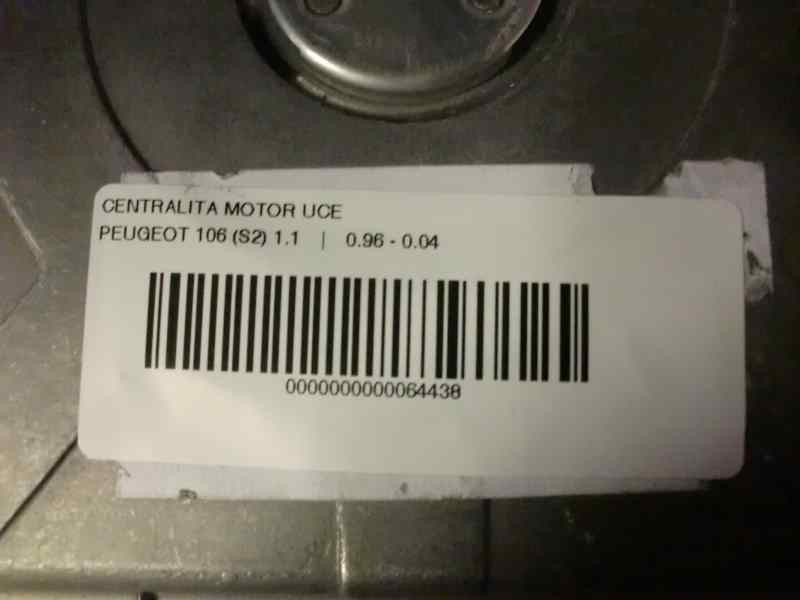 CENTRALITA MOTOR UCE
PEUGEOT 106 (S2) 1.1 | 0.96 - 0.04
0000000000064438